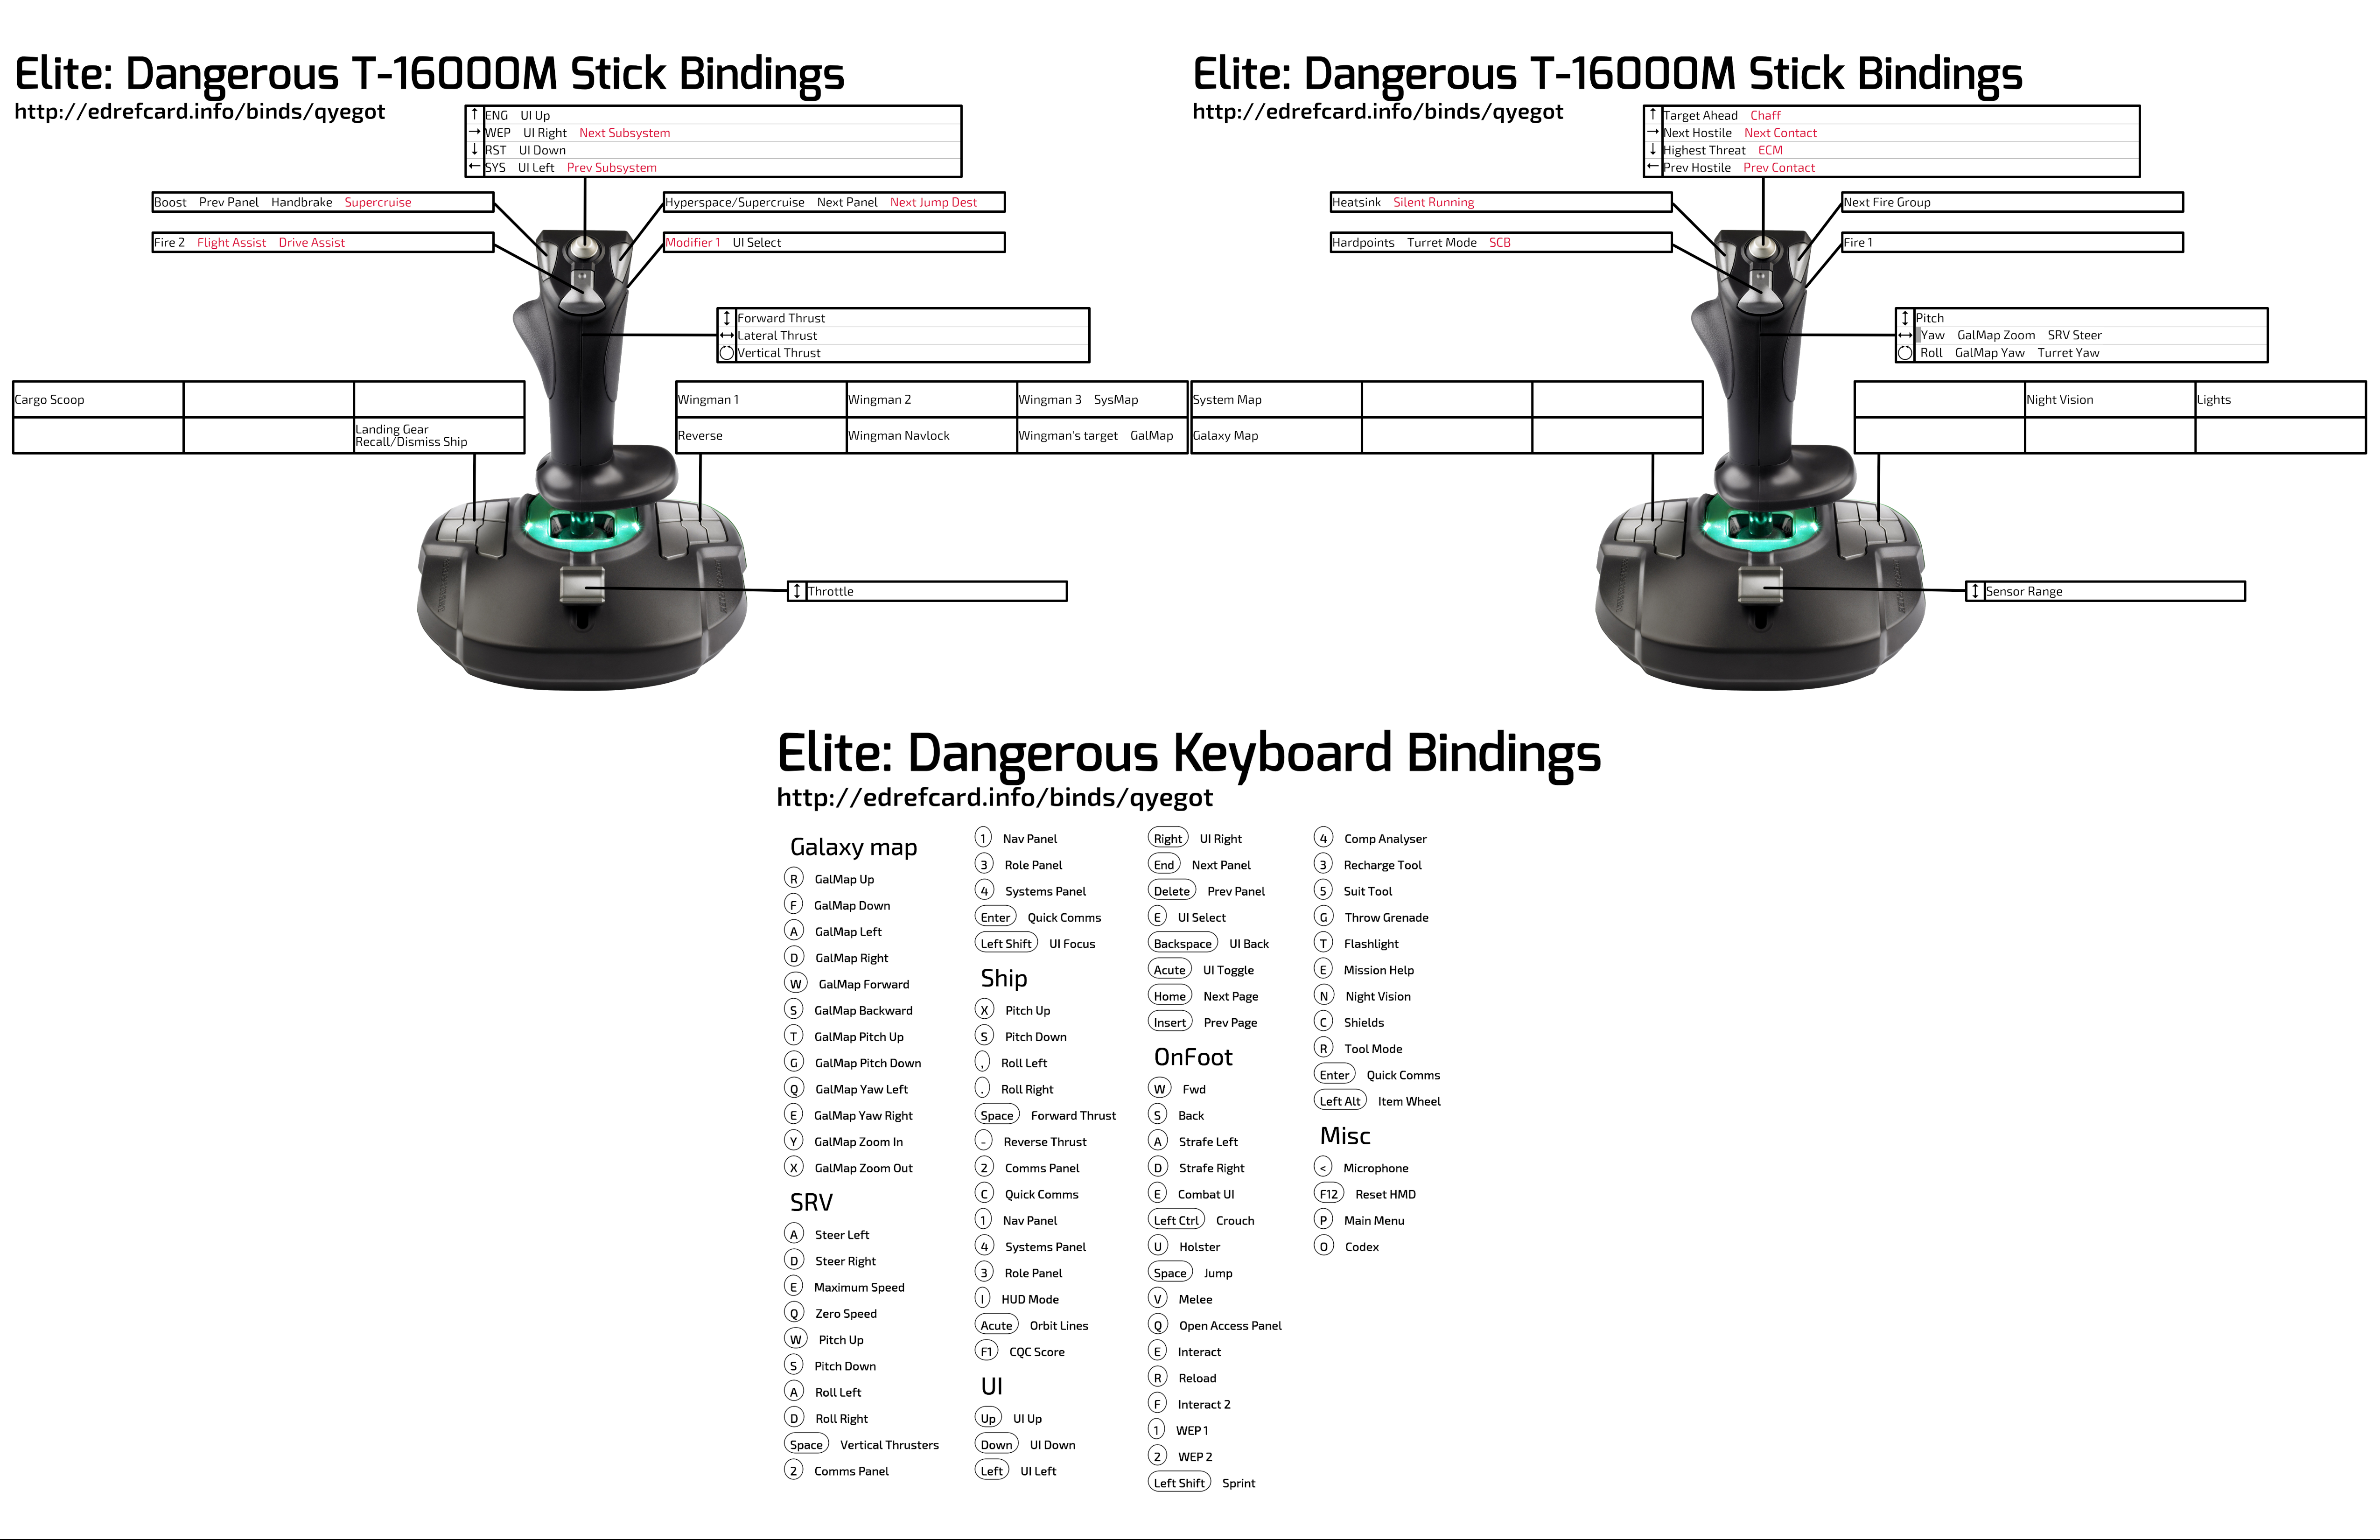 Elite: Dangerous T-16000M Stick Bindings
http://edrefcard.info/binds/qyegot
↑ ENG UI Up
→ WEP UI Right Next Subsystem
↓ RST UI Down
← SYS UI Left Prev Subsystem
Boost Prev Panel Handbrake Supercruise
Hyperspace/Supercruise Next Panel Next Jump Dest
Fire 2 Flight Assist Drive Assist
Modifier 1 UI Select
Forward Thrust
Lateral Thrust
Vertical Thrust
Cargo Scoop
Landing Gear
Recall/Dismiss Ship
Wingman 1 Wingman 2 Wingman 3 SysMap
Reverse Wingman Navlock Wingman's target GalMap
Throttle
Elite: Dangerous T-16000M Stick Bindings
http://edrefcard.info/binds/qyegot
↑ Target Ahead Chaff
→ Next Hostile Next Contact
↓ Highest Threat ECM
← Prev Hostile Prev Contact
Heatsink Silent Running
Next Fire Group
Hardpoints Turret Mode SCB
Fire 1
Pitch
Yaw GalMap Zoom SRV Steer
Roll GalMap Yaw Turret Yaw
System Map
Galaxy Map
Night Vision Lights
Sensor Range
Elite: Dangerous Keyboard Bindings
http://edrefcard.info/binds/qyegot
Galaxy map
R GalMap Up
F GalMap Down
A GalMap Left
D GalMap Right
W GalMap Forward
S GalMap Backward
T GalMap Pitch Up
G GalMap Pitch Down
Q GalMap Yaw Left
E GalMap Yaw Right
Y GalMap Zoom In
X GalMap Zoom Out
SRV
A Steer Left
D Steer Right
E Maximum Speed
Q Zero Speed
W Pitch Up
S Pitch Down
A Roll Left
D Roll Right
Space Vertical Thrusters
2 Comms Panel
1 Nav Panel
3 Role Panel
4 Systems Panel
Enter Quick Comms
Left Shift UI Focus
Ship
X Pitch Up
S Pitch Down
, Roll Left
. Roll Right
Space Forward Thrust
- Reverse Thrust
2 Comms Panel
C Quick Comms
1 Nav Panel
4 Systems Panel
3 Role Panel
I HUD Mode
Acute Orbit Lines
F1 CQC Score
UI
Up UI Up
Down UI Down
Left UI Left
Right UI Right
End Next Panel
Delete Prev Panel
E UI Select
Backspace UI Back
Acute UI Toggle
Home Next Page
Insert Prev Page
OnFoot
W Fwd
S Back
A Strafe Left
D Strafe Right
E Combat UI
Left Ctrl Crouch
U Holster
Space Jump
V Melee
Q Open Access Panel
E Interact
R Reload
F Interact 2
1 WEP 1
2 WEP 2
Left Shift Sprint
4 Comp Analyser
3 Recharge Tool
5 Suit Tool
G Throw Grenade
T Flashlight
E Mission Help
N Night Vision
C Shields
R Tool Mode
Enter Quick Comms
Left Alt Item Wheel
Misc
< Microphone
F12 Reset HMD
P Main Menu
O Codex